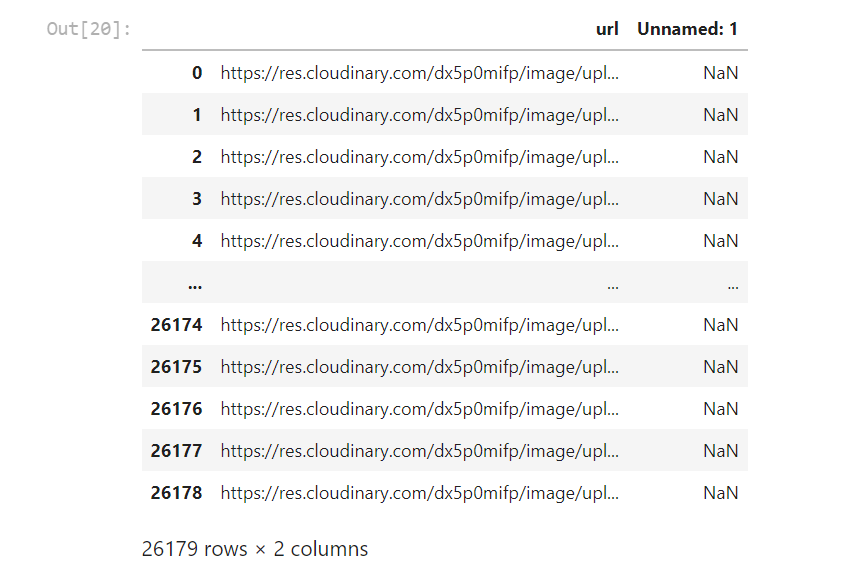 Out[20]:
url Unnamed: 1
0 https://res.cloudinary.com/dx5p0mifp/image/upl... NaN
1 https://res.cloudinary.com/dx5p0mifp/image/upl... NaN
2 https://res.cloudinary.com/dx5p0mifp/image/upl... NaN
3 https://res.cloudinary.com/dx5p0mifp/image/upl... NaN
4 https://res.cloudinary.com/dx5p0mifp/image/upl... NaN
... ... ...
26174 https://res.cloudinary.com/dx5p0mifp/image/upl... NaN
26175 https://res.cloudinary.com/dx5p0mifp/image/upl... NaN
26176 https://res.cloudinary.com/dx5p0mifp/image/upl... NaN
26177 https://res.cloudinary.com/dx5p0mifp/image/upl... NaN
26178 https://res.cloudinary.com/dx5p0mifp/image/upl... NaN
26179 rows × 2 columns